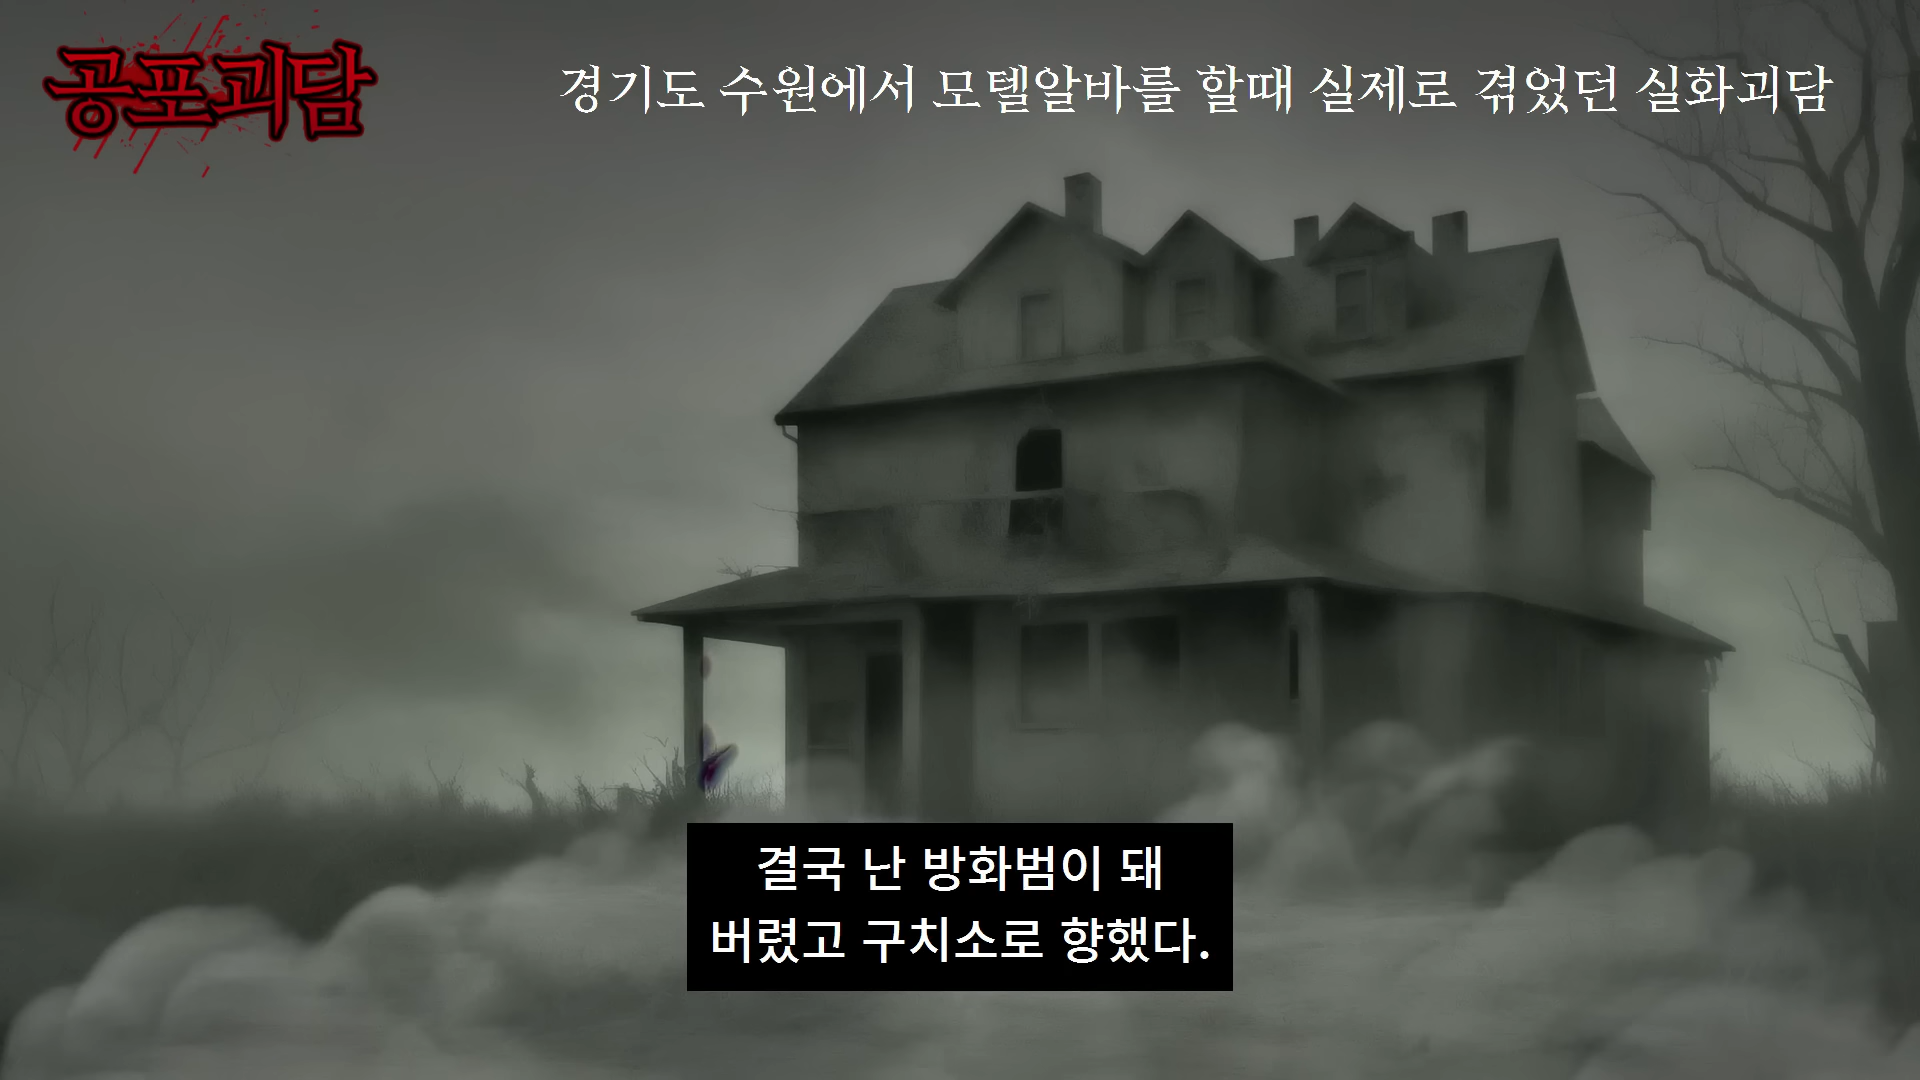 공포괴담
경기도 수원에서 모텔알바를 할때 실제로 겪었던 실화괴담
결국 난 방화범이 돼
버렸고 구치소로 향했다.